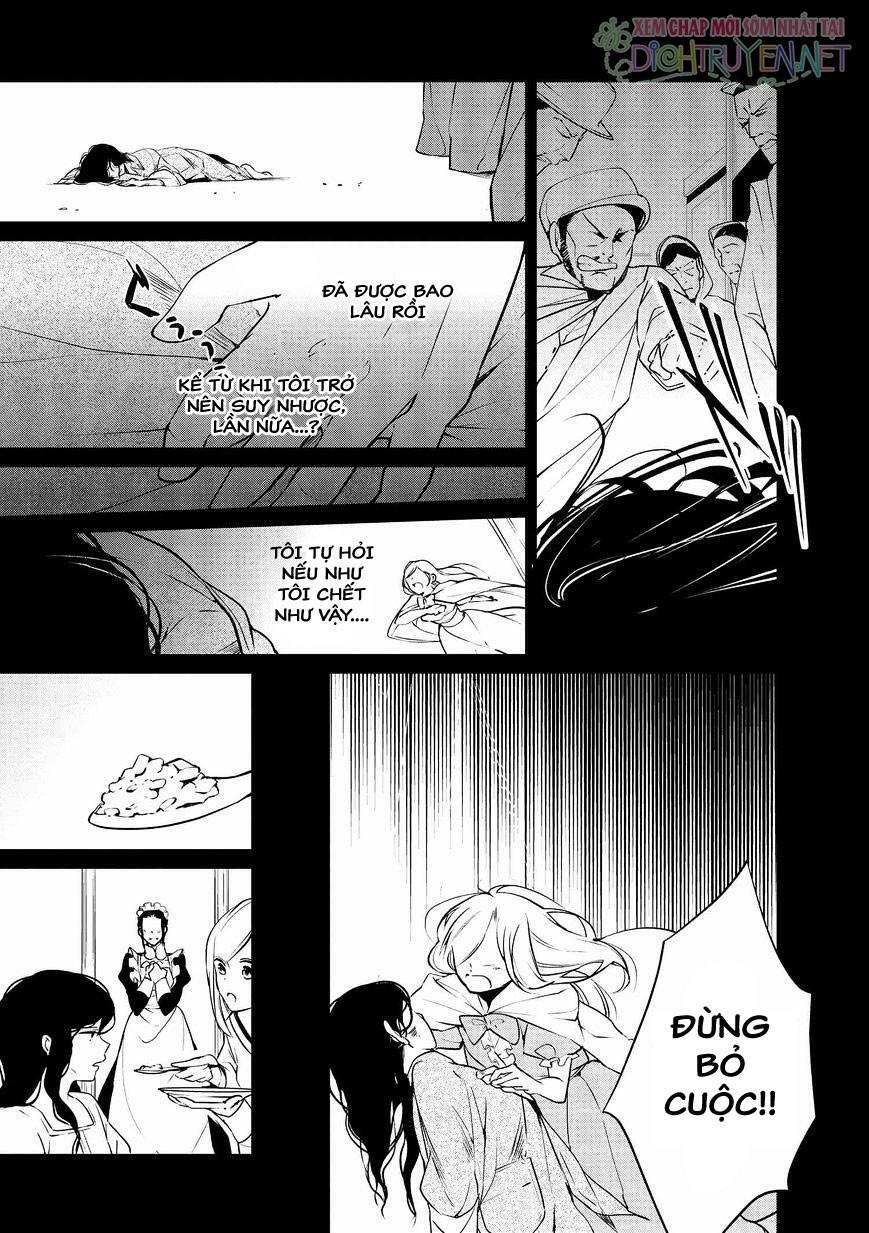 XEM CHAP MỚI SỚM NHẤT TẠI
DICHTRUYEN.NET
ĐÃ ĐƯỢC BAO
LÂU RỒI
KỂ TỪ KHI TÔI TRỞ
NÊN SUY NHƯỢC,
LẦN NỮA...?
TÔI TỰ HỎI
NẾU NHƯ
TÔI CHẾT
NHƯ VẬY....
ĐỪNG
BỎ
CUỘC!!